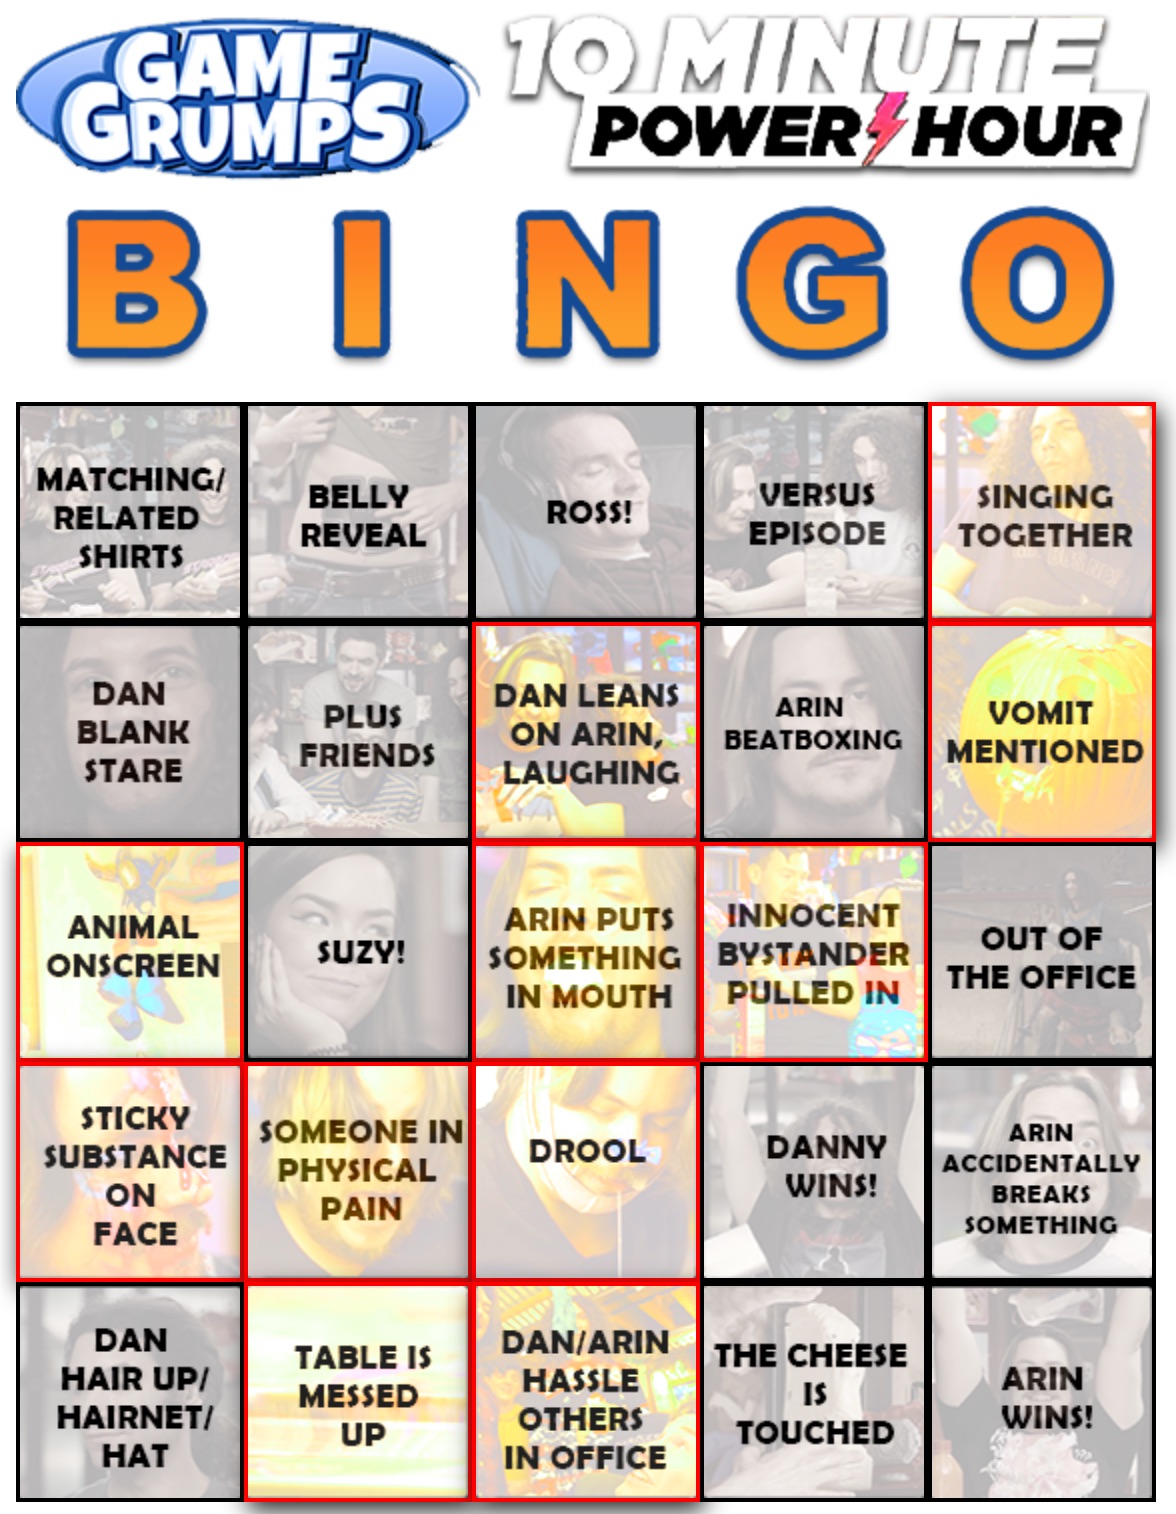 GAME
GRUMPS
10 MINUTE
POWER HOUR
B I N G O
MATCHING/
RELATED
SHIRTS
BELLY
REVEAL
ROSS!
VERSUS
EPISODE
SINGING
TOGETHER
DAN
BLANK
STARE
PLUS
FRIENDS
DAN LEANS
ON ARIN,
LAUGHING
ARIN
BEATBOXING
VOMIT
MENTIONED
ANIMAL
ONSCREEN
SUZY!
ARIN PUTS
SOMETHING
IN MOUTH
INNOCENT
BYSTANDER
PULLED IN
OUT OF
THE OFFICE
STICKY
SUBSTANCE
ON
FACE
SOMEONE IN
PHYSICAL
PAIN
DROOL
DANNY
WINS!
ARIN
ACCIDENTALLY
BREAKS
SOMETHING
DAN
HAIR UP/
HAIRNET/
HAT
TABLE IS
MESSED
UP
DAN/ARIN
HASSLE
OTHERS
IN OFFICE
THE CHEESE
IS
TOUCHED
ARIN
WINS!